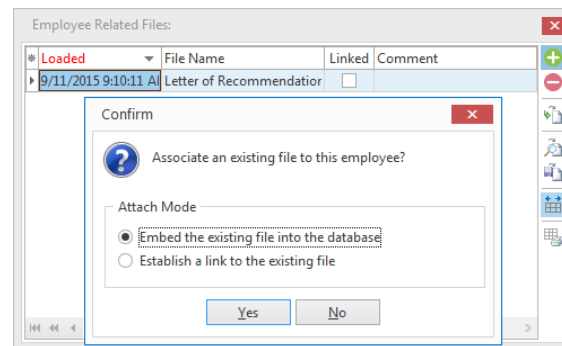 Employee Related Files:
Loaded File Name Linked Comment
9/11/2015 9:10:11 Letter of Recommendation
Confirm
Associate an existing file to this employee?
Attach Mode
Embed the existing file into the database
Establish a link to the existing file
Yes No